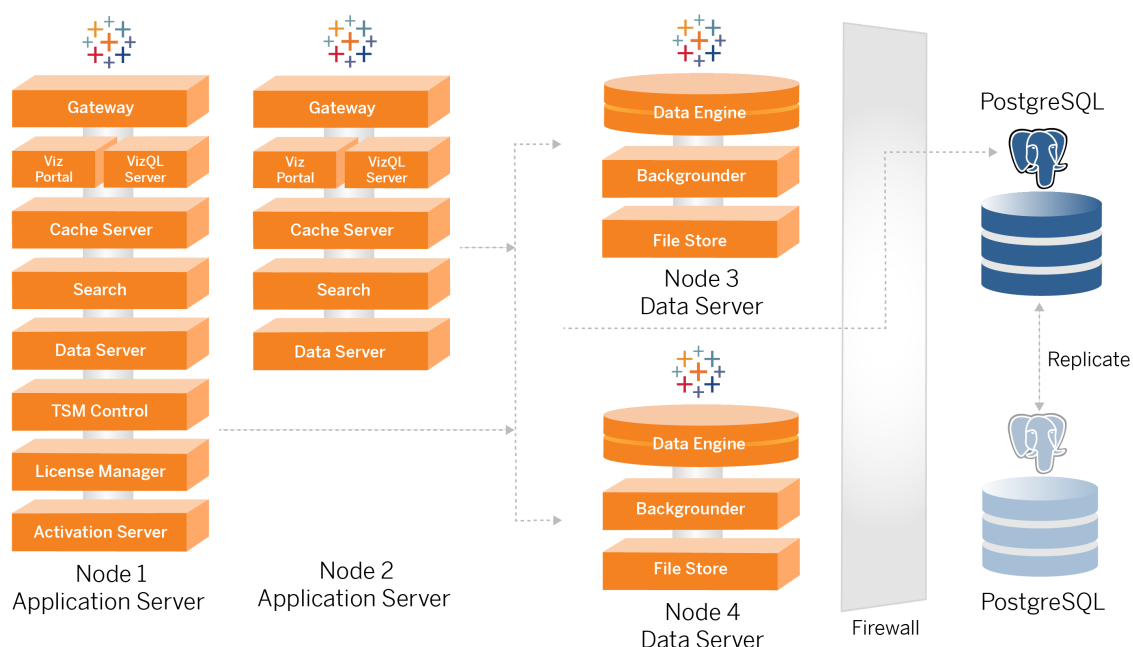 Gateway
Viz
Portal
VizQL
Server
Cache Server
Search
Data Server
TSM Control
License Manager
Activation Server
Node 1
Application Server
Gateway
Viz
Portal
VizQL
Server
Cache Server
Search
Data Server
Node 2
Application Server
Data Engine
Backgrounder
File Store
Node 3
Data Server
Data Engine
Backgrounder
File Store
Node 4
Data Server
Firewall
PostgreSQL
Replicate
PostgreSQL